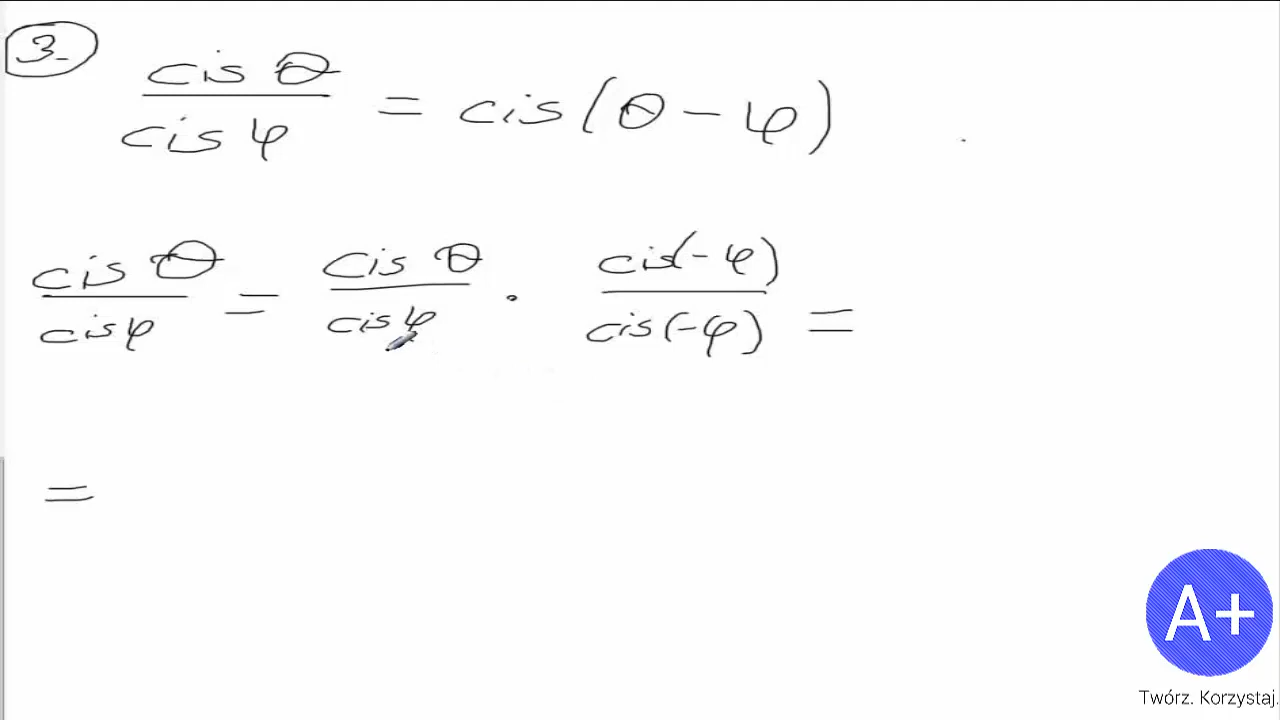 3.
cis θ / cis φ = cis(θ − φ)
cis θ / cis φ = cis θ / cis φ · cis(−φ) / cis(−φ) =
=
A+
Twórz. Korzystaj.